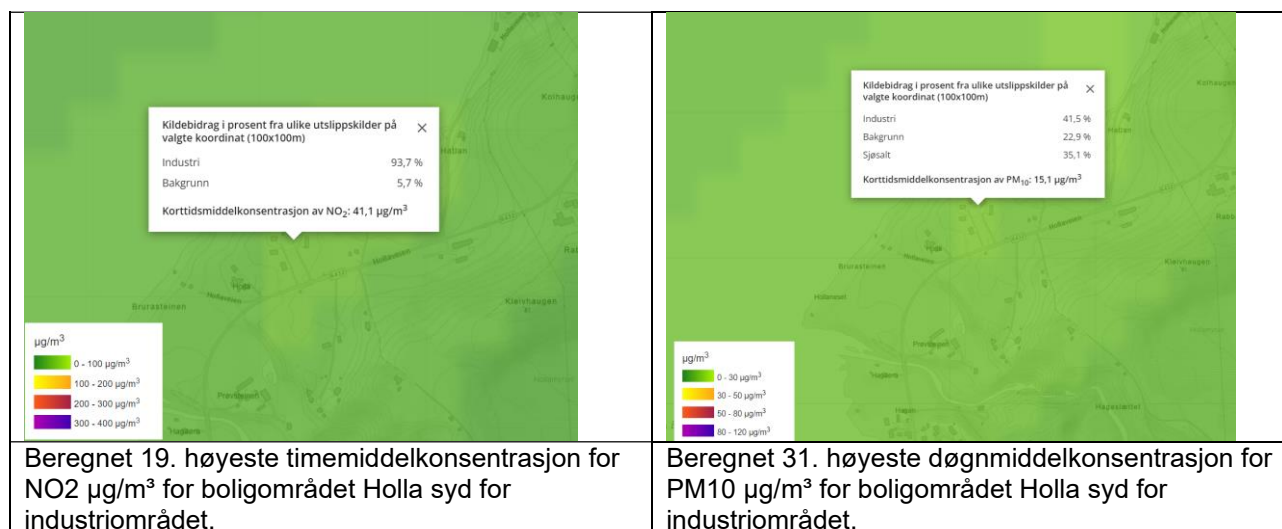 Kildebidrag i prosent fra ulike utslippskilder på
valgte koordinat (100x100m)
Industri 93,7 %
Bakgrunn 5,7 %
Korttidsmiddelkonsentrasjon av NO2: 41,1 µg/m³
Brurasteinen
µg/m³
0 - 100 µg/m³
100 - 200 µg/m³
200 - 300 µg/m³
300 - 400 µg/m³
Beregnet 19. høyeste timemiddelkonsentrasjon for
NO2 µg/m³ for boligområdet Holla syd for
industriområdet.
Kildebidrag i prosent fra ulike utslippskilder på
valgte koordinat (100x100m)
Industri 41,5 %
Bakgrunn 22,9 %
Sjøsalt 35,1 %
Korttidsmiddelkonsentrasjon av PM10: 15,1 µg/m³
Brurasteinen
Kleivhaugen
µg/m³
0 - 30 µg/m³
30 - 50 µg/m³
50 - 80 µg/m³
80 - 120 µg/m³
Beregnet 31. høyeste døgnmiddelkonsentrasjon for
PM10 µg/m³ for boligområdet Holla syd for
industriområdet.